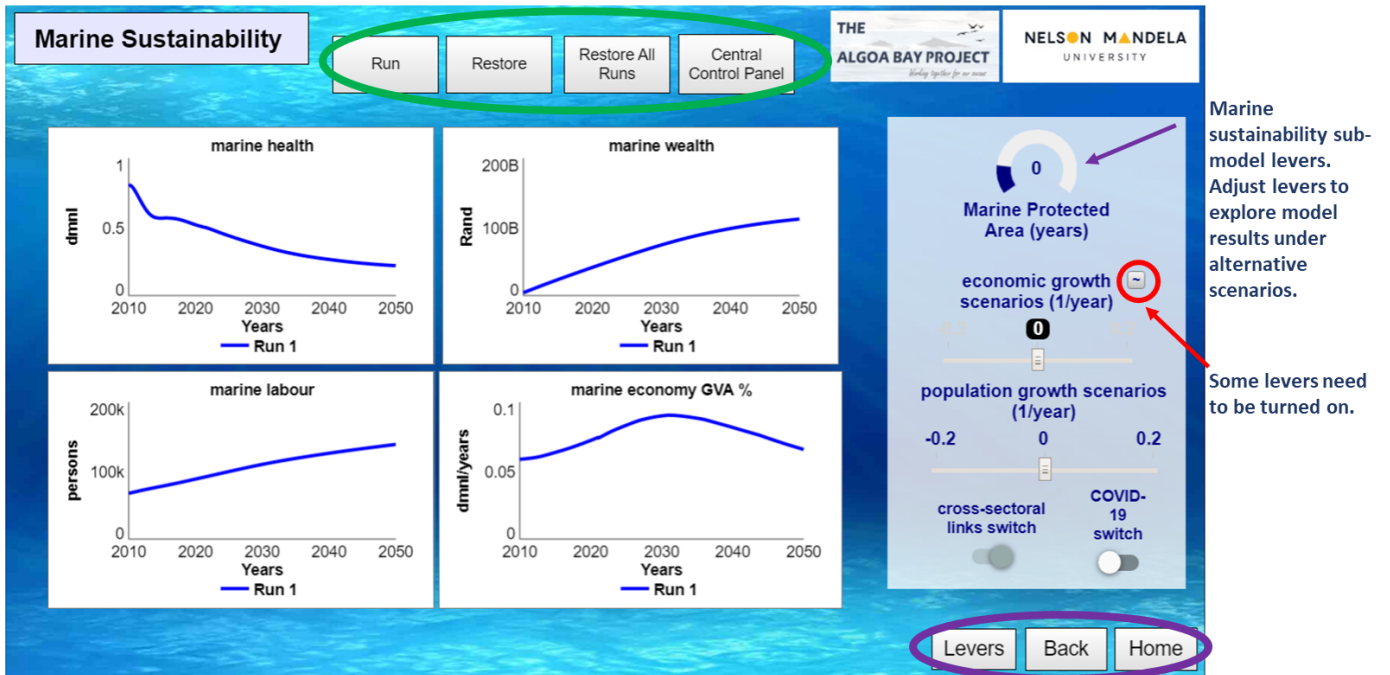 Marine Sustainability
Run
Restore
Restore All
Runs
Central
Control Panel
THE
ALGOA BAY PROJECT
Working together for our ocean
NELSON MANDELA
UNIVERSITY
marine health
1
0.5
0
dmnl
2010 2020 2030 2040 2050
Years
Run 1
marine wealth
200B
100B
0
Rand
2010 2020 2030 2040 2050
Years
Run 1
marine labour
200k
100k
0
persons
2010 2020 2030 2040 2050
Years
Run 1
marine economy GVA %
0.1
0.05
0
dmnl/years
2010 2020 2030 2040 2050
Years
Run 1
0
Marine Protected
Area (years)
economic growth
scenarios (1/year)
~
0
population growth scenarios
(1/year)
-0.2 0 0.2
cross-sectoral
links switch
COVID-
19
switch
Levers
Back
Home
Marine
sustainability sub-
model levers.
Adjust levers to
explore model
results under
alternative
scenarios.
Some levers need
to be turned on.